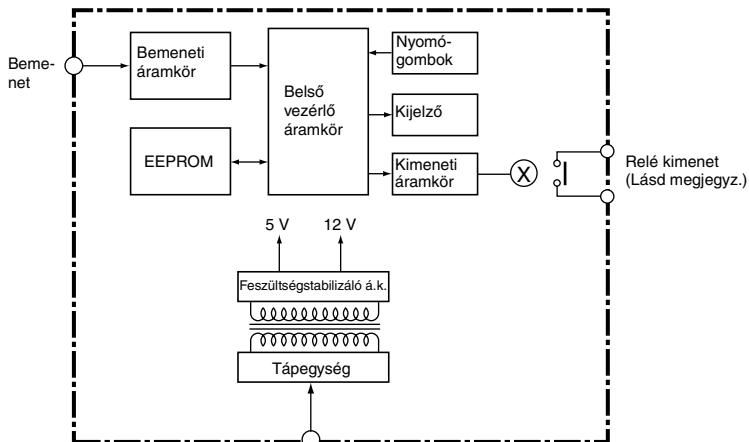 Beme-
net
Bemeneti
áramkör
EEPROM
Belső
vezérlő
áramkör
Nyomó-
gombok
Kijelző
Kimeneti
áramkör
X
Relé kimenet
(Lásd megjegyz.)
5 V
12 V
Feszültségstabilizáló á.k.
Tápegység